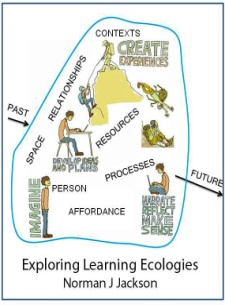 CONTEXTS
CREATE
EXPERIENCES
RELATIONSHIPS
PAST
SPACE
RESOURCES
DEVELOP IDEAS
AND PLANS
PROCESSES
FUTURE
IMAGINE
PERSON
AFFORDANCE
NARRATE
REFLECT
MAKE
SENSE
Exploring Learning Ecologies
Norman J Jackson